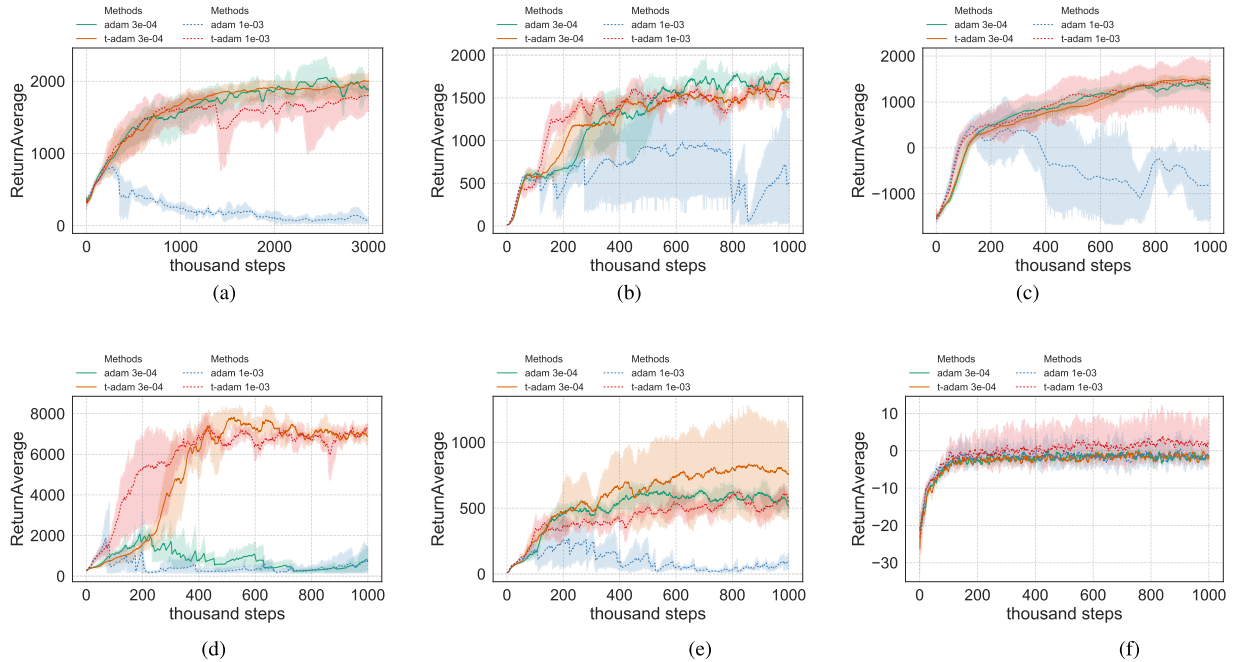 Methods Methods
adam 3e-04 adam 1e-03
t-adam 3e-04 t-adam 1e-03
ReturnAverage
2000
1000
0
0 1000 2000 3000
thousand steps
(a)
Methods Methods
adam 3e-04 adam 1e-03
t-adam 3e-04 t-adam 1e-03
ReturnAverage
2000
1500
1000
500
0
0 200 400 600 800 1000
thousand steps
(b)
Methods Methods
adam 3e-04 adam 1e-03
t-adam 3e-04 t-adam 1e-03
ReturnAverage
2000
1000
0
−1000
0 200 400 600 800 1000
thousand steps
(c)
Methods Methods
adam 3e-04 adam 1e-03
t-adam 3e-04 t-adam 1e-03
ReturnAverage
8000
6000
4000
2000
0
0 200 400 600 800 1000
thousand steps
(d)
Methods Methods
adam 3e-04 adam 1e-03
t-adam 3e-04 t-adam 1e-03
ReturnAverage
1000
500
0
0 200 400 600 800 1000
thousand steps
(e)
Methods Methods
adam 3e-04 adam 1e-03
t-adam 3e-04 t-adam 1e-03
ReturnAverage
10
0
−10
−20
−30
0 200 400 600 800 1000
thousand steps
(f)